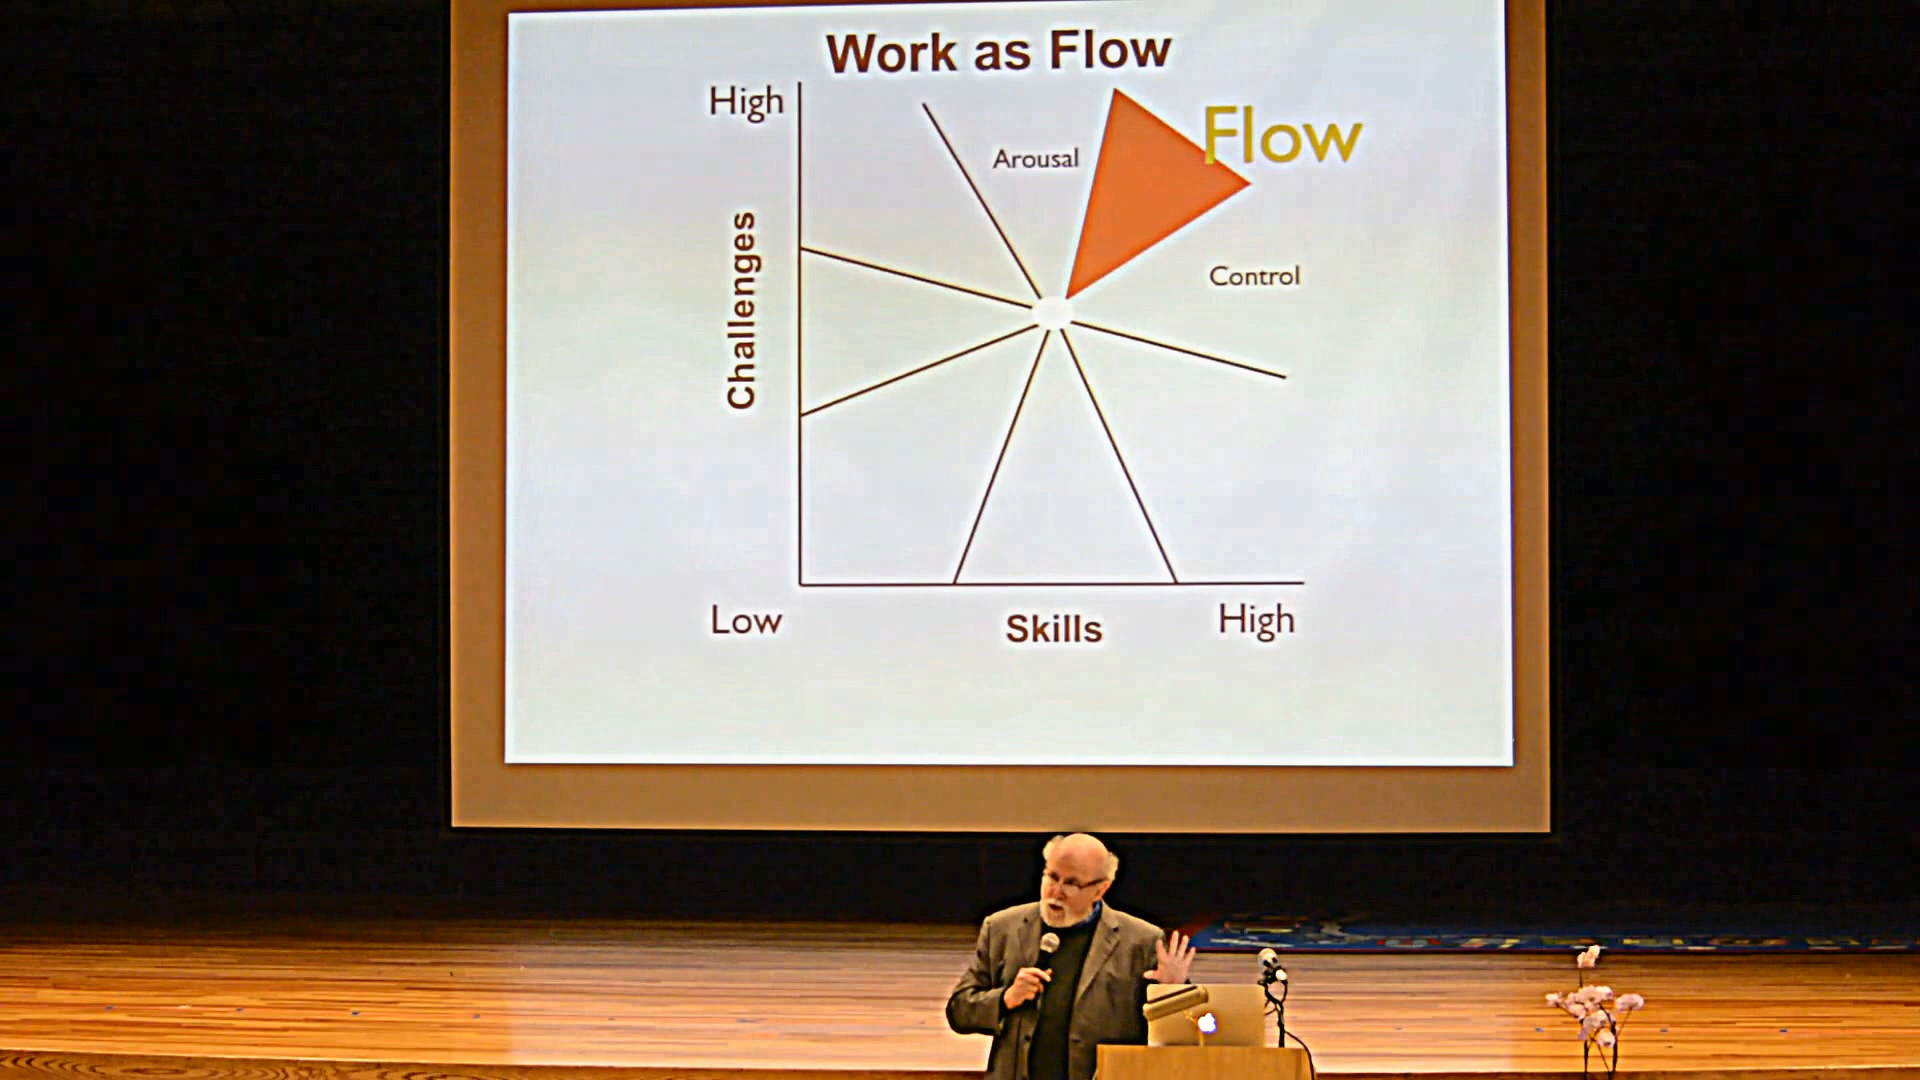 Work as Flow
High
Flow
Arousal
Challenges
Control
Low
Skills
High